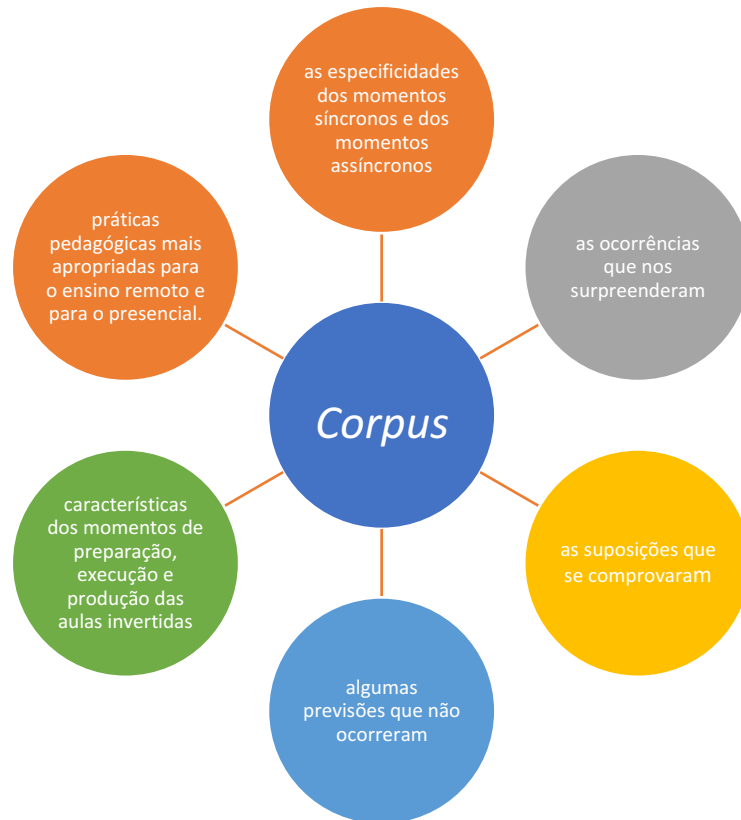 as especificidades
dos momentos
síncronos e dos
momentos
assíncronos
práticas
pedagógicas mais
apropriadas para
o ensino remoto e
para o presencial.
as ocorrências
que nos
surpreenderam
Corpus
característícas
dos momentos de
preparação,
execução e
produção das
aulas invertidas
as suposições que
se comprovaram
algumas
previsões que não
ocorreram